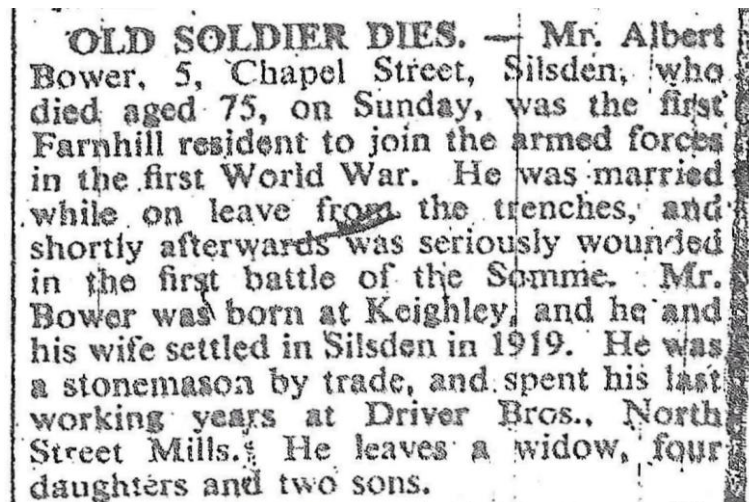 OLD SOLDIER DIES. — Mr. Albert
Bower, 5, Chapel Street, Silsden, who
died aged 75, on Sunday, was the first
Farnhill resident to join the armed forces
in the first World War. He was married
while on leave from the trenches, and
shortly afterwards was seriously wounded
in the first battle of the Somme. Mr.
Bower was born at Keighley, and he and
his wife settled in Silsden in 1919. He was
a stonemason by trade, and spent his last
working years at Driver Bros., North
Street Mills. He leaves a widow, four
daughters and two sons.